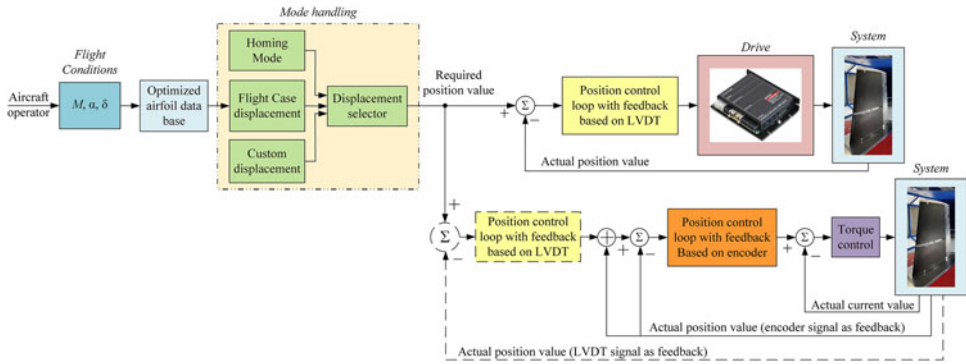 Mode handling
Flight
Conditions
Aircraft
operator
M, α, δ
Optimized
airfoil data
base
Homing
Mode
Flight Case
displacement
Custom
displacement
Displacement
selector
Required
position value
+
Σ
−
Position control
loop with feedback
based on LVDT
Drive
System
Actual position value
System
+
Σ
−
Position control
loop with feedback
based on LVDT
+
Σ
−
Position control
loop with feedback
Based on encoder
+
Σ
−
Torque
control
Actual current value
Actual position value (encoder signal as feedback)
Actual position value (LVDT signal as feedback)